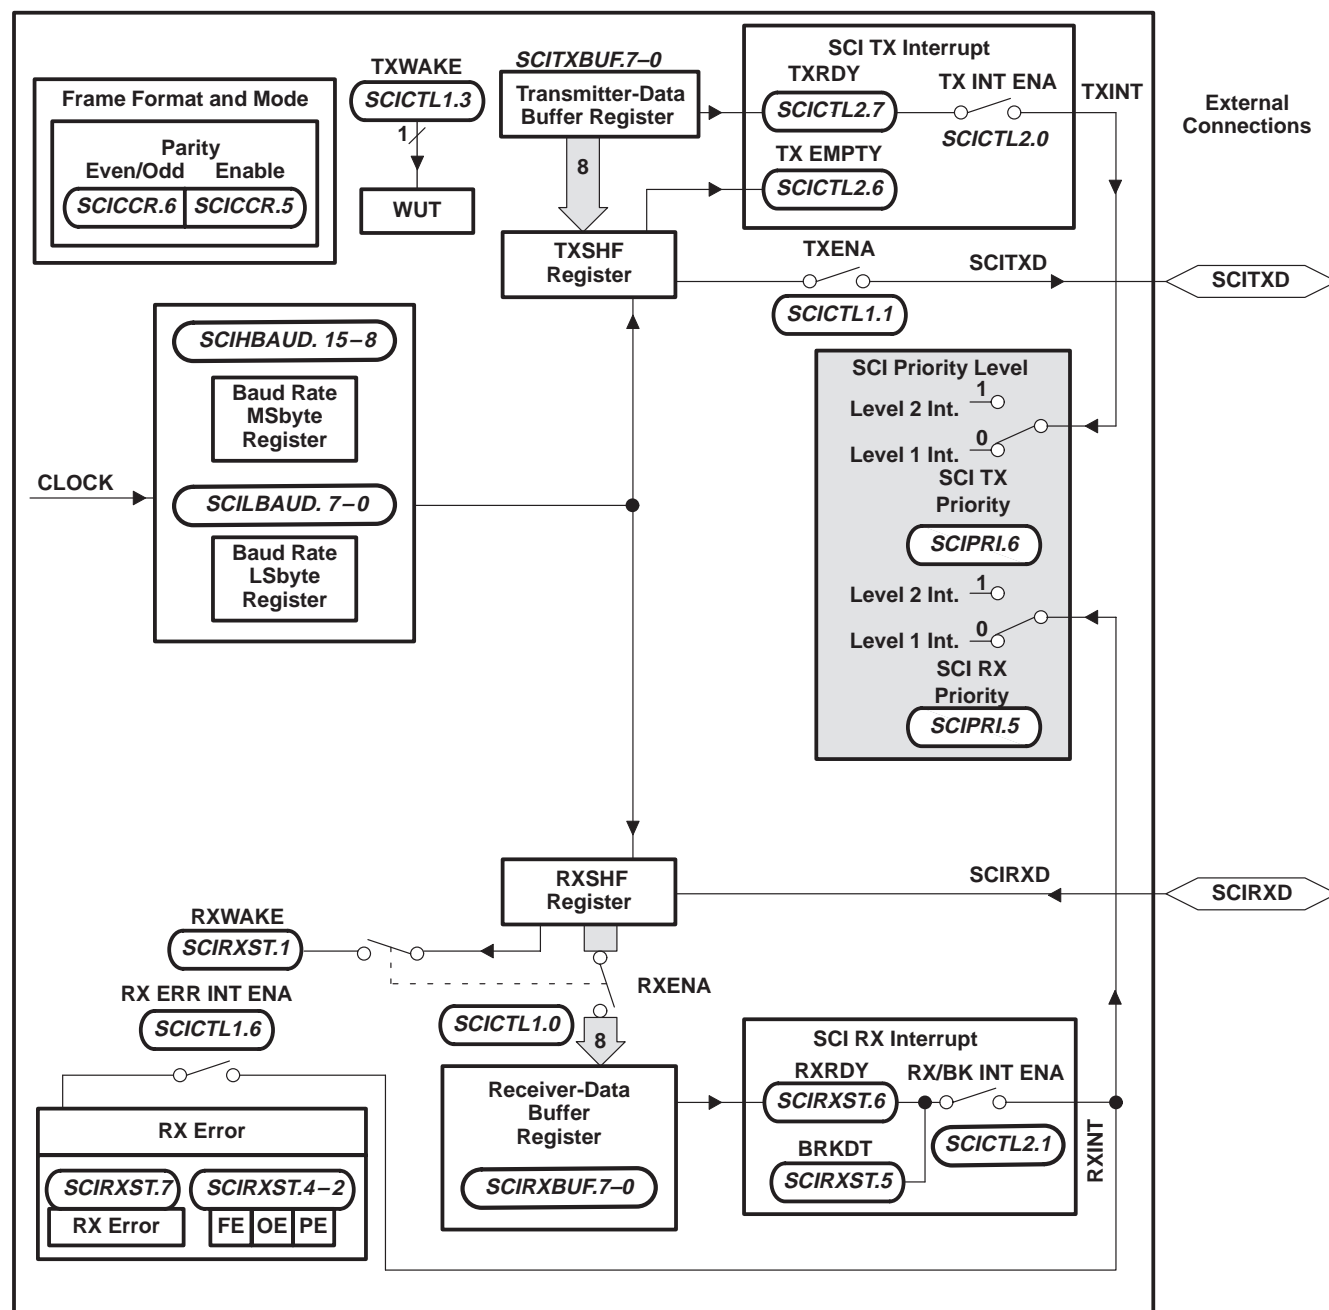 SCI TX Interrupt
SCITXBUF.7–0
TXWAKE
TXRDY
TX INT ENA
TXINT
External
Connections
Frame Format and Mode
SCICTL1.3
Transmitter-Data
Buffer Register
SCICTL2.7
SCICTL2.0
1
Parity
Even/Odd
Enable
TX EMPTY
8
SCICTL2.6
SCICCR.6
SCICCR.5
WUT
TXSHF
Register
TXENA
SCITXD
SCITXD
SCICTL1.1
SCIHBAUD. 15–8
Baud Rate
MSbyte
Register
CLOCK
SCILBAUD. 7–0
Baud Rate
LSbyte
Register
SCI Priority Level
1
Level 2 Int.
0
Level 1 Int.
SCI TX
Priority
SCIPRI.6
1
Level 2 Int.
0
Level 1 Int.
SCI RX
Priority
SCIPRI.5
RXSHF
Register
SCIRXD
SCIRXD
RXWAKE
SCIRXST.1
RXENA
RX ERR INT ENA
SCICTL1.6
SCICTL1.0
8
SCI RX Interrupt
Receiver-Data
Buffer
Register
RXRDY
RX/BK INT ENA
SCIRXST.6
SCICTL2.1
BRKDT
SCIRXST.5
RXINT
SCIRXBUF.7–0
RX Error
SCIRXST.7
SCIRXST.4–2
RX Error
FE OE PE